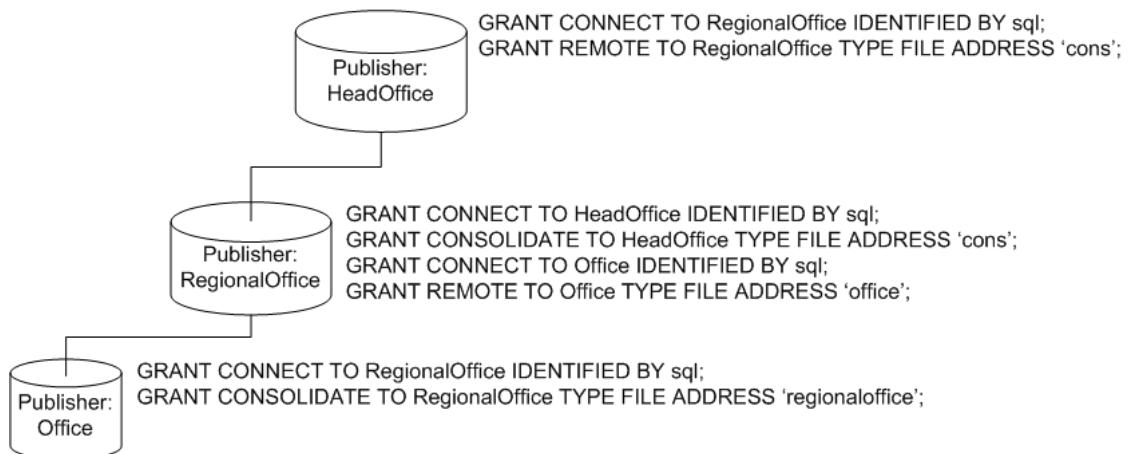 GRANT CONNECT TO RegionalOffice IDENTIFIED BY sql;
GRANT REMOTE TO RegionalOffice TYPE FILE ADDRESS ‘cons’;
Publisher:
HeadOffice
GRANT CONNECT TO HeadOffice IDENTIFIED BY sql;
GRANT CONSOLIDATE TO HeadOffice TYPE FILE ADDRESS ‘cons’;
GRANT CONNECT TO Office IDENTIFIED BY sql;
GRANT REMOTE TO Office TYPE FILE ADDRESS ‘office’;
Publisher:
RegionalOffice
GRANT CONNECT TO RegionalOffice IDENTIFIED BY sql;
GRANT CONSOLIDATE TO RegionalOffice TYPE FILE ADDRESS ‘regionaloffice’;
Publisher:
Office